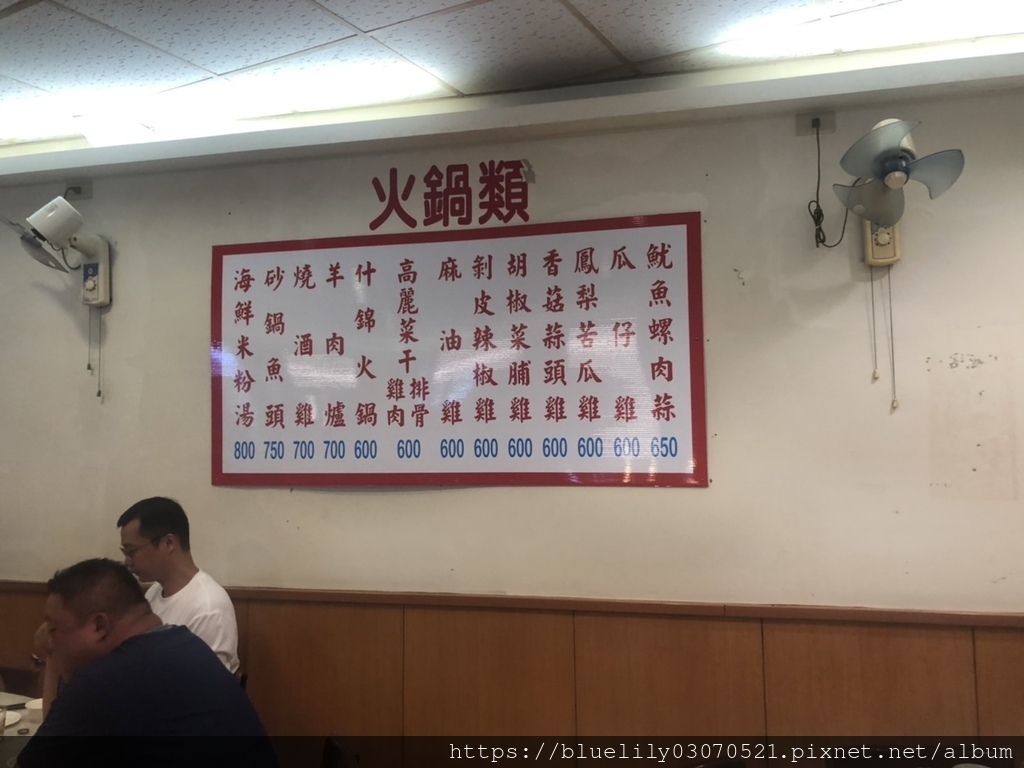 火鍋類
魷魚螺肉蒜 650
瓜仔雞 600
鳳梨苦瓜雞 600
香菇蒜頭雞 600
胡椒菜脯雞 600
剝皮辣椒雞 600
麻油雞 600
高麗菜干排骨雞肉 600
什錦火鍋 600
羊肉爐 700
燒酒雞 700
砂鍋魚頭 750
海鮮米粉湯 800
https://bluelily03070521.pixnet.net/album